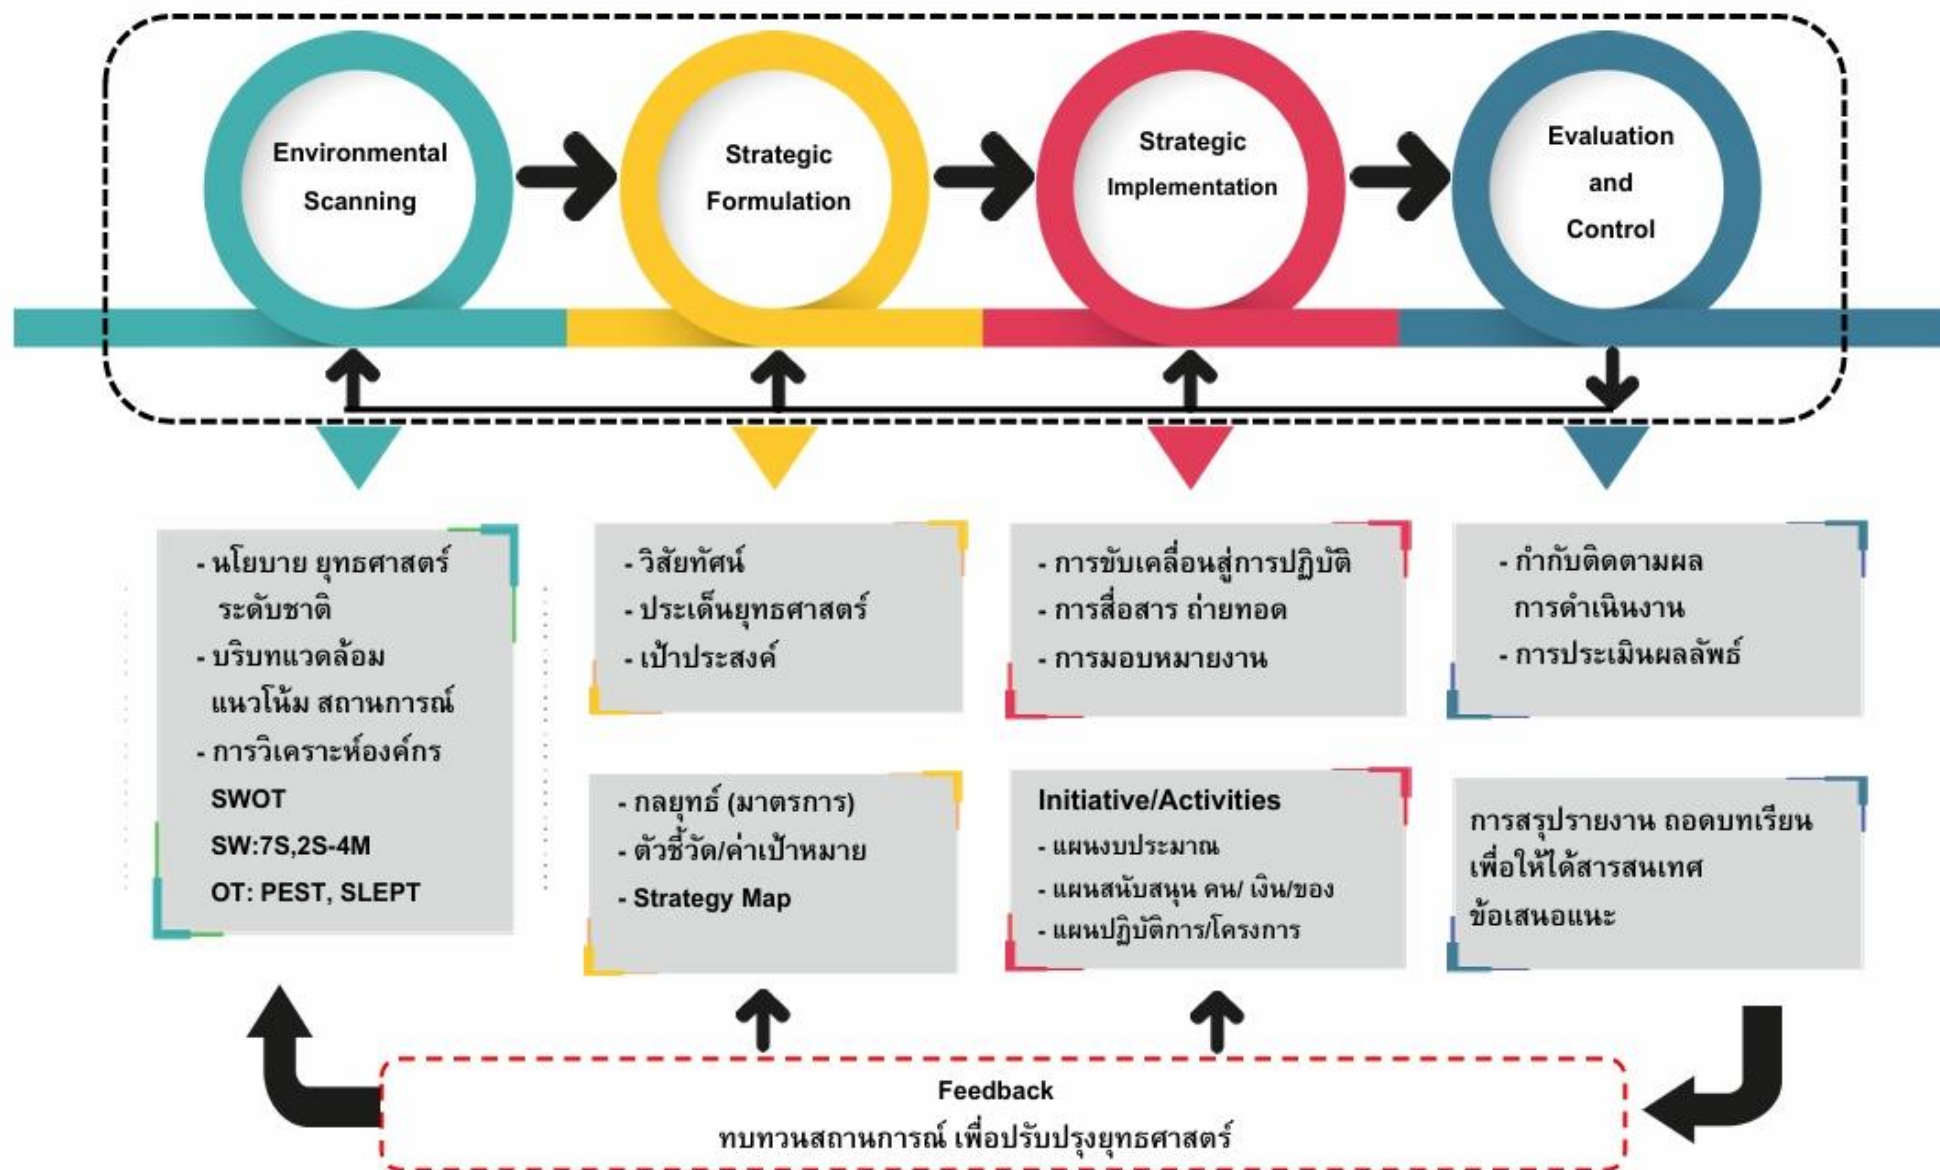 Environmental
Scanning
Strategic
Formulation
Strategic
Implementation
Evaluation
and
Control
- นโยบาย ยุทธศาสตร์
ระดับชาติ
- บริบทแวดล้อม
แนวโน้ม สถานการณ์
- การวิเคราะห์องค์กร
SWOT
SW:7S,2S-4M
OT: PEST, SLEPT
- วิสัยทัศน์
- ประเด็นยุทธศาสตร์
- เป้าประสงค์
- กลยุทธ์ (มาตรการ)
- ตัวชี้วัด/ค่าเป้าหมาย
- Strategy Map
- การขับเคลื่อนสู่การปฏิบัติ
- การสื่อสาร ถ่ายทอด
- การมอบหมายงาน
Initiative/Activities
- แผนงบประมาณ
- แผนสนับสนุน คน/ เงิน/ของ
- แผนปฏิบัติการ/โครงการ
- กำกับติดตามผล
การดำเนินงาน
- การประเมินผลลัพธ์
การสรุปรายงาน ถอดบทเรียน
เพื่อให้ได้สารสนเทศ
ข้อเสนอแนะ
Feedback
ทบทวนสถานการณ์ เพื่อปรับปรุงยุทธศาสตร์